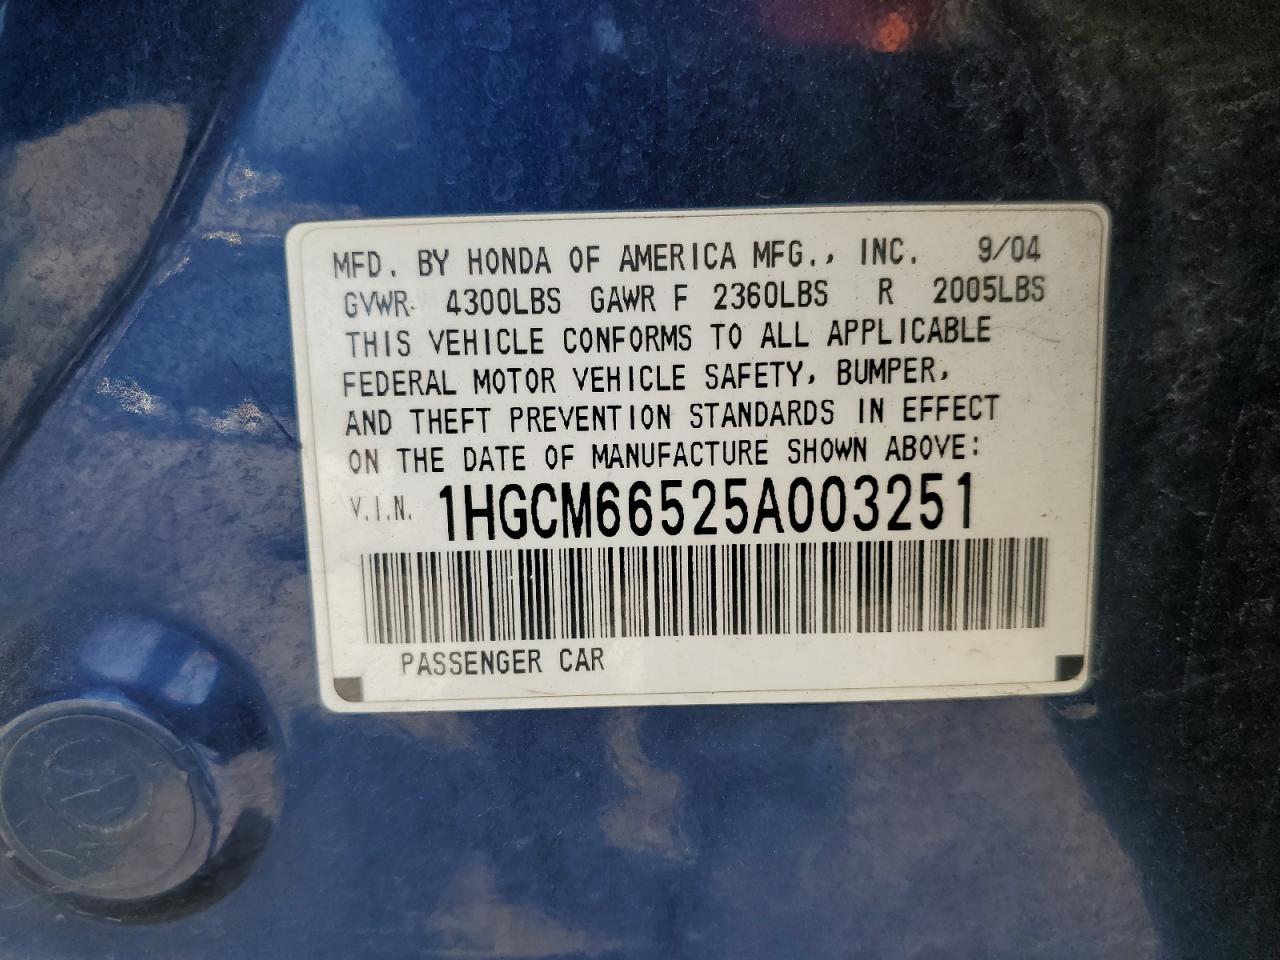 MFD. BY HONDA OF AMERICA MFG., INC. 9/04
GVWR 4300LBS GAWR F 2360LBS R 2005LBS
THIS VEHICLE CONFORMS TO ALL APPLICABLE
FEDERAL MOTOR VEHICLE SAFETY, BUMPER,
AND THEFT PREVENTION STANDARDS IN EFFECT
ON THE DATE OF MANUFACTURE SHOWN ABOVE:
V.I.N. 1HGCM66525A003251
PASSENGER CAR